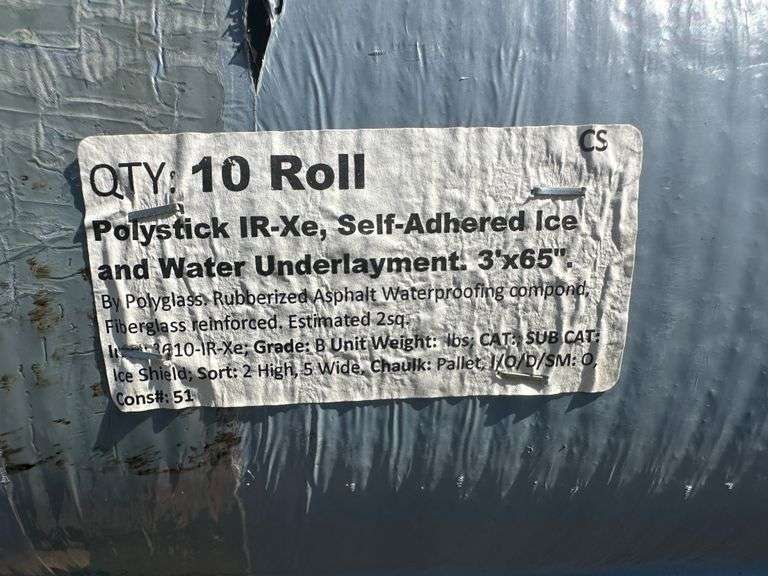 CS
QTY: 10 Roll
Polystick IR-Xe, Self-Adhered Ice
and Water Underlayment. 3'x65".
By Polyglass. Rubberized Asphalt Waterproofing compond,
Fiberglass reinforced. Estimated 2sq.
3610-IR-Xe; Grade: B Unit Weight: lbs; CAT:, SUB CAT:
Ice Shield; Sort: 2 High, 5 Wide, Chaulk: Pallet, I/O/D/SM: O,
Cons#: 51